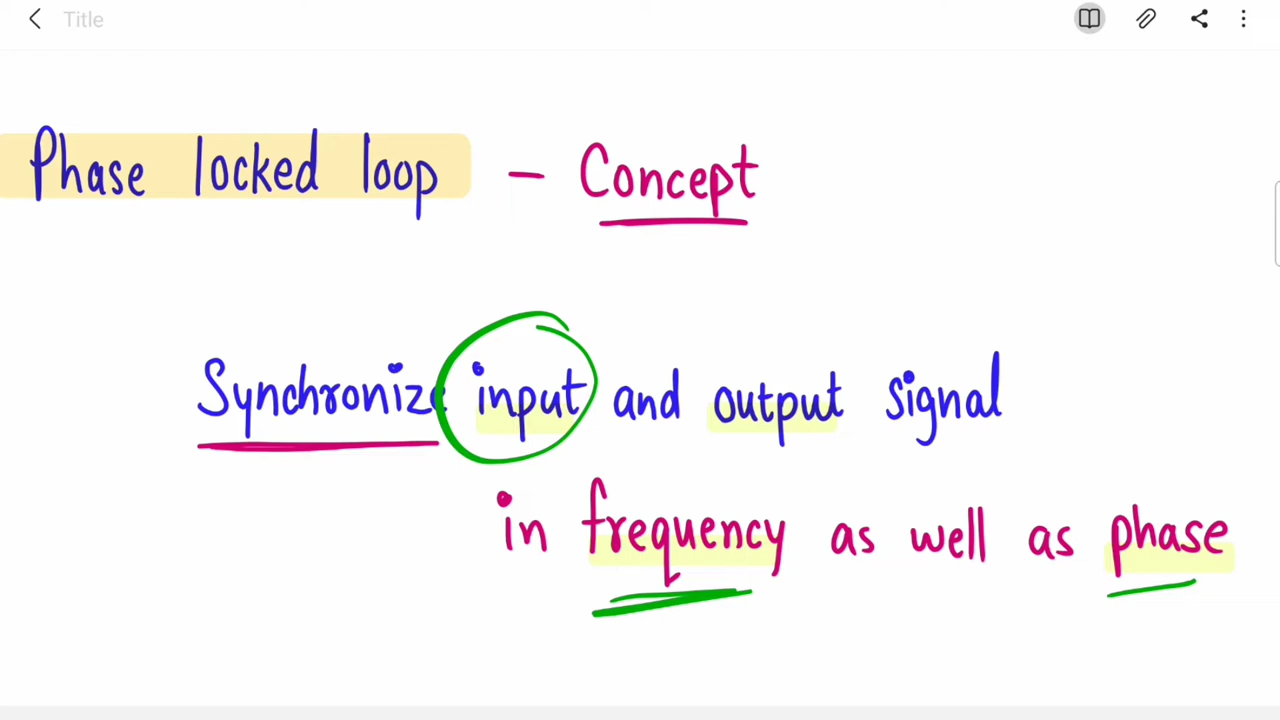 Title
Phase locked loop - Concept
Synchronize input and output signal
in frequency as well as phase